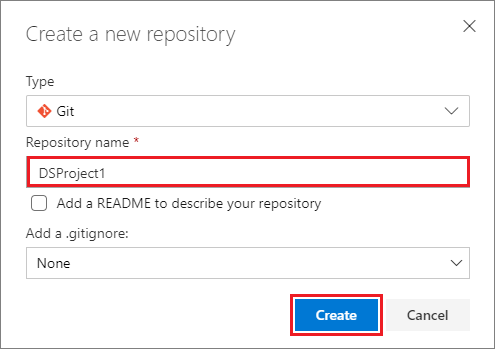 Create a new repository
Type
Git
Repository name *
DSProject1
Add a README to describe your repository
Add a .gitignore:
None
Create Cancel